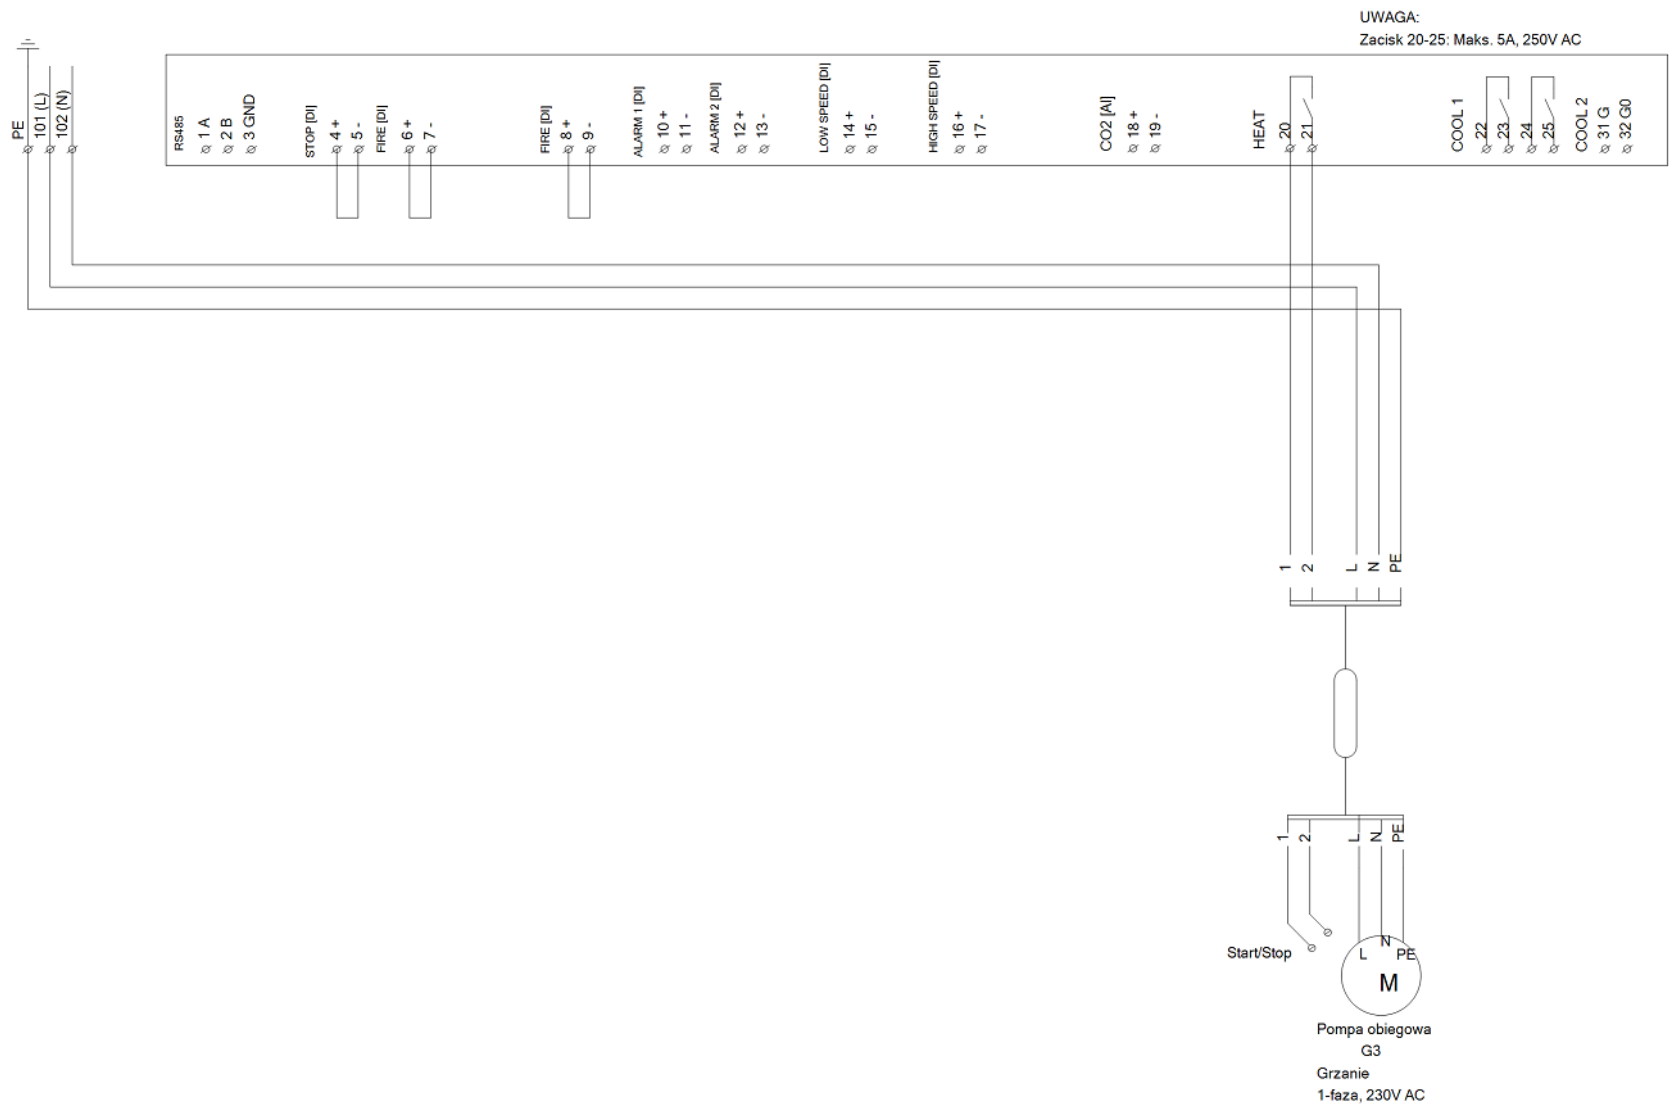 UWAGA:
Zacisk 20-25: Maks. 5A, 250V AC
PE
101 (L)
102 (N)
RS485
1 A
2 B
3 GND
STOP [DI]
4 +
5 -
FIRE [DI]
6 +
7 -
FIRE [DI]
8 +
9 -
ALARM 1 [DI]
10 +
11 -
ALARM 2 [DI]
12 +
13 -
LOW SPEED [DI]
14 +
15 -
HIGH SPEED [DI]
16 +
17 -
CO2 [AI]
18 +
19 -
HEAT
20
21
COOL 1
22
23
24
25
COOL 2
31 G
32 G0
1
2
L
N
PE
1
2
L
N
PE
Start/Stop
L
N
PE
M
Pompa obiegowa
G3
Grzanie
1-faza, 230V AC